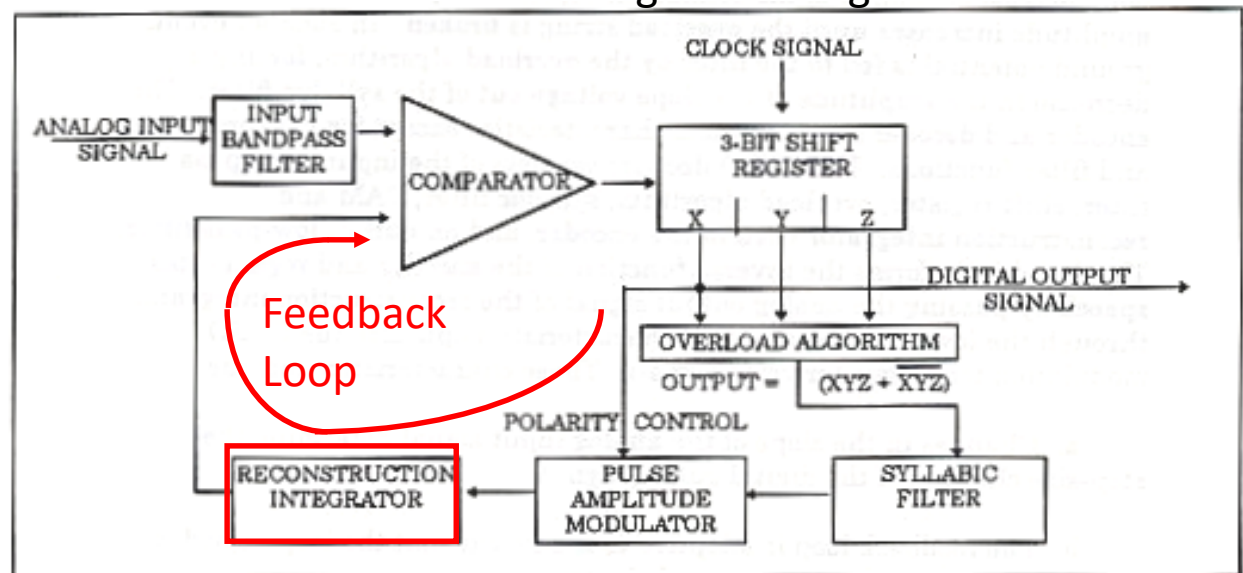 CLOCK SIGNAL
ANALOG INPUT
SIGNAL
INPUT
BANDPASS
FILTER
COMPARATOR
3-BIT SHIFT
REGISTER
X Y Z
DIGITAL OUTPUT
SIGNAL
Feedback
Loop
OVERLOAD ALGORITHM
OUTPUT = (XYZ + X̅Y̅Z̅)
POLARITY CONTROL
RECONSTRUCTION
INTEGRATOR
PULSE
AMPLITUDE
MODULATOR
SYLLABIC
FILTER